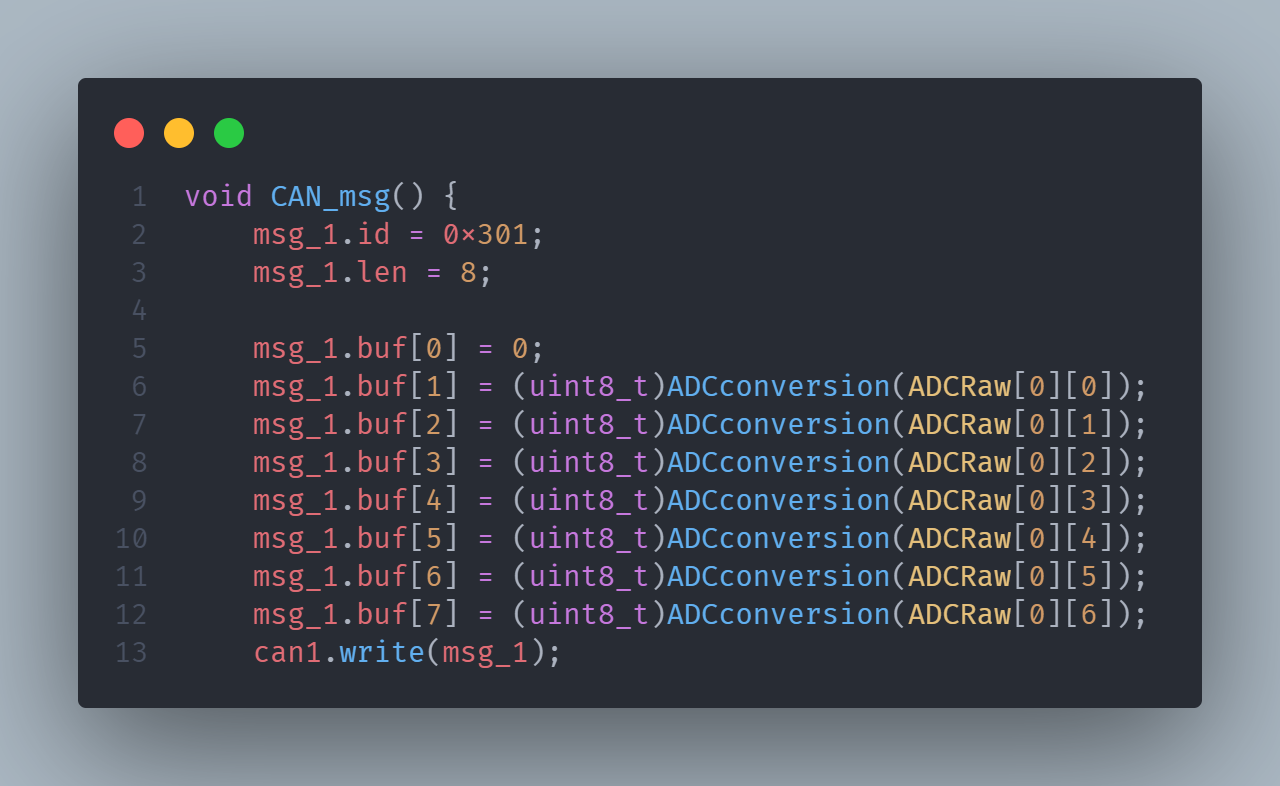 1 void CAN_msg() {
2     msg_1.id = 0x301;
3     msg_1.len = 8;
4
5     msg_1.buf[0] = 0;
6     msg_1.buf[1] = (uint8_t)ADCconversion(ADCRaw[0][0]);
7     msg_1.buf[2] = (uint8_t)ADCconversion(ADCRaw[0][1]);
8     msg_1.buf[3] = (uint8_t)ADCconversion(ADCRaw[0][2]);
9     msg_1.buf[4] = (uint8_t)ADCconversion(ADCRaw[0][3]);
10     msg_1.buf[5] = (uint8_t)ADCconversion(ADCRaw[0][4]);
11     msg_1.buf[6] = (uint8_t)ADCconversion(ADCRaw[0][5]);
12     msg_1.buf[7] = (uint8_t)ADCconversion(ADCRaw[0][6]);
13     can1.write(msg_1);